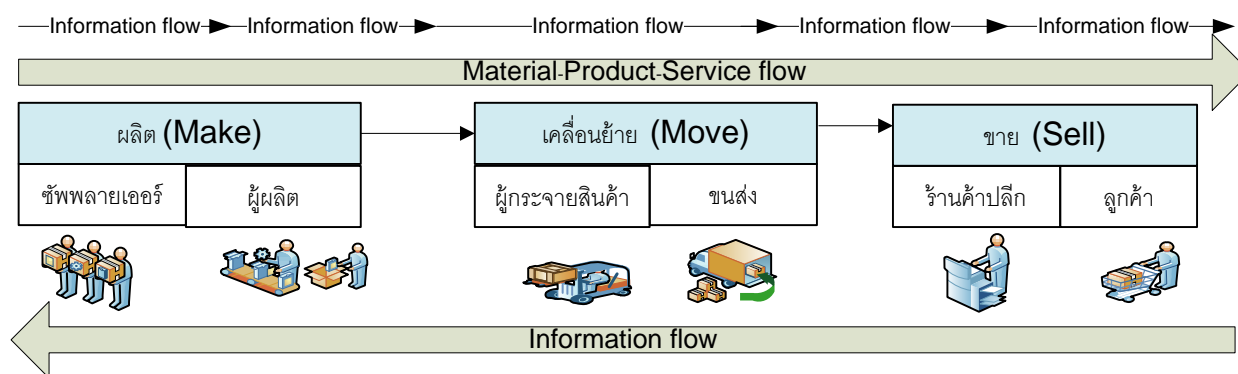 Information flow Information flow Information flow Information flow Information flow
Material-Product-Service flow
ผลิต (Make) เคลื่อนย้าย (Move) ขาย (Sell)
ซัพพลายเออร์ ผู้ผลิต ผู้กระจายสินค้า ขนส่ง ร้านค้าปลีก ลูกค้า
Information flow